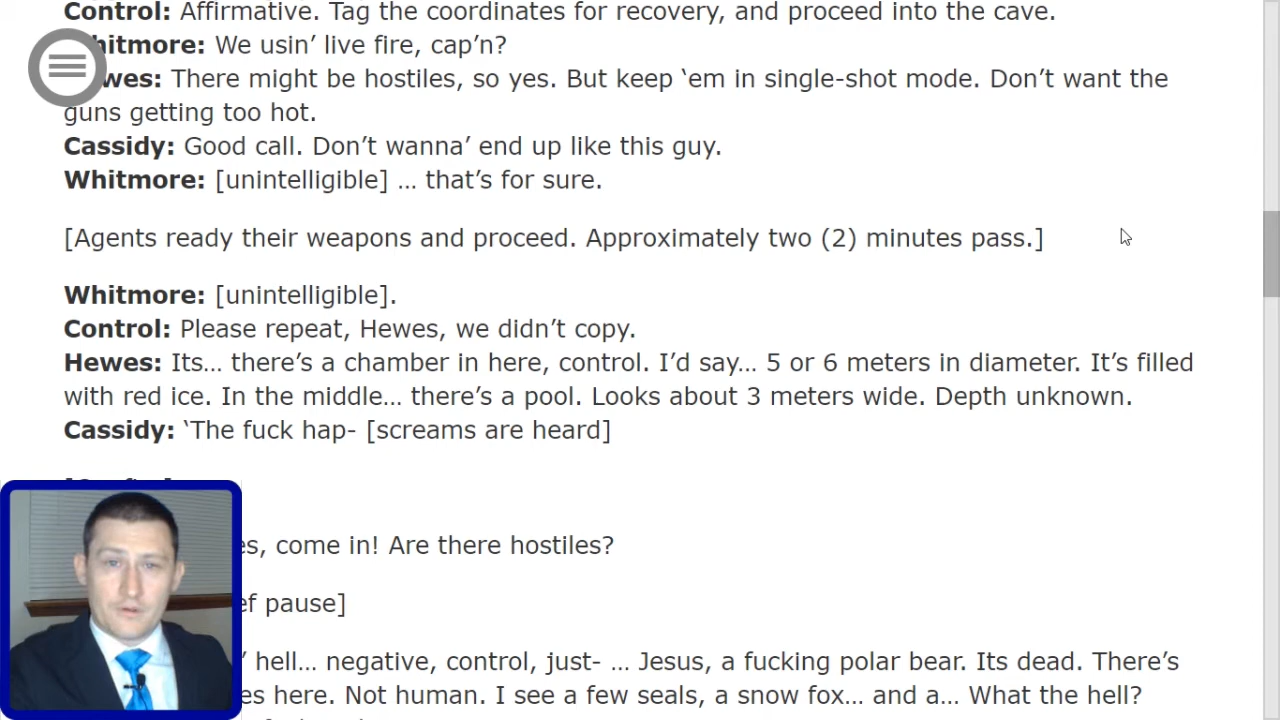 Control: Affirmative. Tag the coordinates for recovery, and proceed into the cave.
hitmore: We usin’ live fire, cap’n?
wes: There might be hostiles, so yes. But keep ‘em in single-shot mode. Don’t want the
guns getting too hot.
Cassidy: Good call. Don’t wanna’ end up like this guy.
Whitmore: [unintelligible] … that’s for sure.
[Agents ready their weapons and proceed. Approximately two (2) minutes pass.]
Whitmore: [unintelligible].
Control: Please repeat, Hewes, we didn’t copy.
Hewes: Its… there’s a chamber in here, control. I’d say… 5 or 6 meters in diameter. It’s filled
with red ice. In the middle… there’s a pool. Looks about 3 meters wide. Depth unknown.
Cassidy: ‘The fuck hap- [screams are heard]
es, come in! Are there hostiles?
ef pause]
’ hell… negative, control, just- … Jesus, a fucking polar bear. Its dead. There’s
es here. Not human. I see a few seals, a snow fox… and a… What the hell?